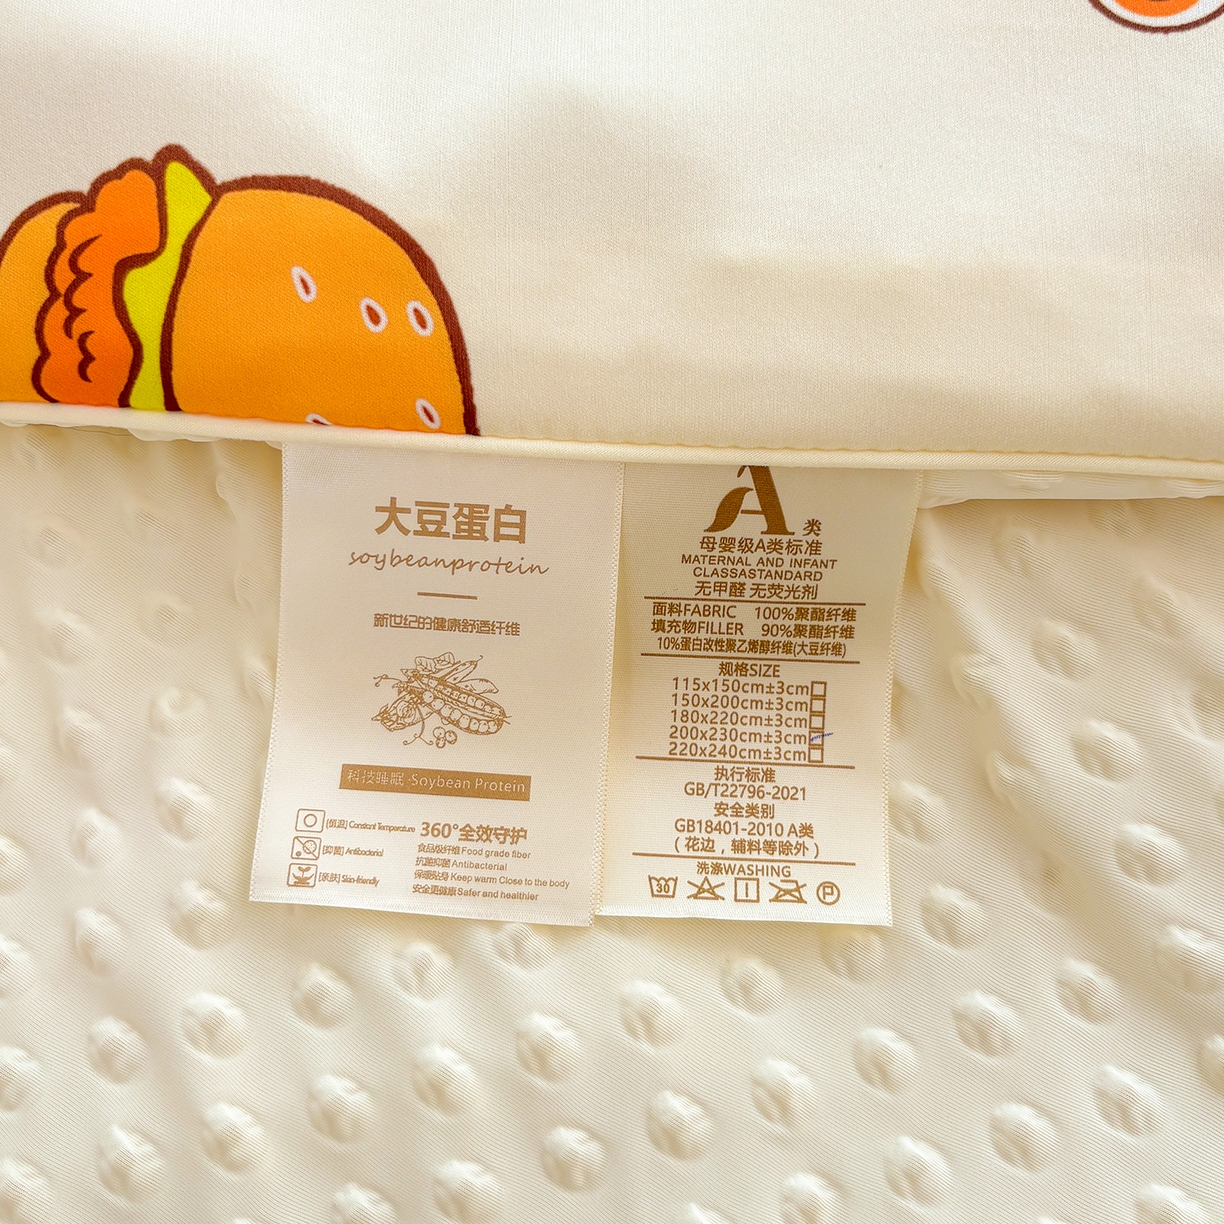 大豆蛋白
soybeanprotein
新世纪的健康舒适纤维
科技睡眠·Soybean Protein
[恒温] Constant Temperature
[抑菌] Antibacterial
[亲肤] Skin-friendly
360°全效守护
食品级纤维 Food grade fiber
抗菌抑菌 Antibacterial
保暖贴身 Keep warm Close to the body
安全更健康 Safer and healthier
A类
母婴级A类标准
MATERNAL AND INFANT
CLASSASTANDARD
无甲醛 无荧光剂
面料FABRIC 100%聚酯纤维
填充物FILLER 90%聚酯纤维
10%蛋白改性聚乙烯醇纤维(大豆纤维)
规格SIZE
115x150cm±3cm
150x200cm±3cm
180x220cm±3cm
200x230cm±3cm
220x240cm±3cm
执行标准
GB/T22796-2021
安全类别
GB18401-2010 A类
(花边，辅料等除外)
洗涤WASHING
30
P